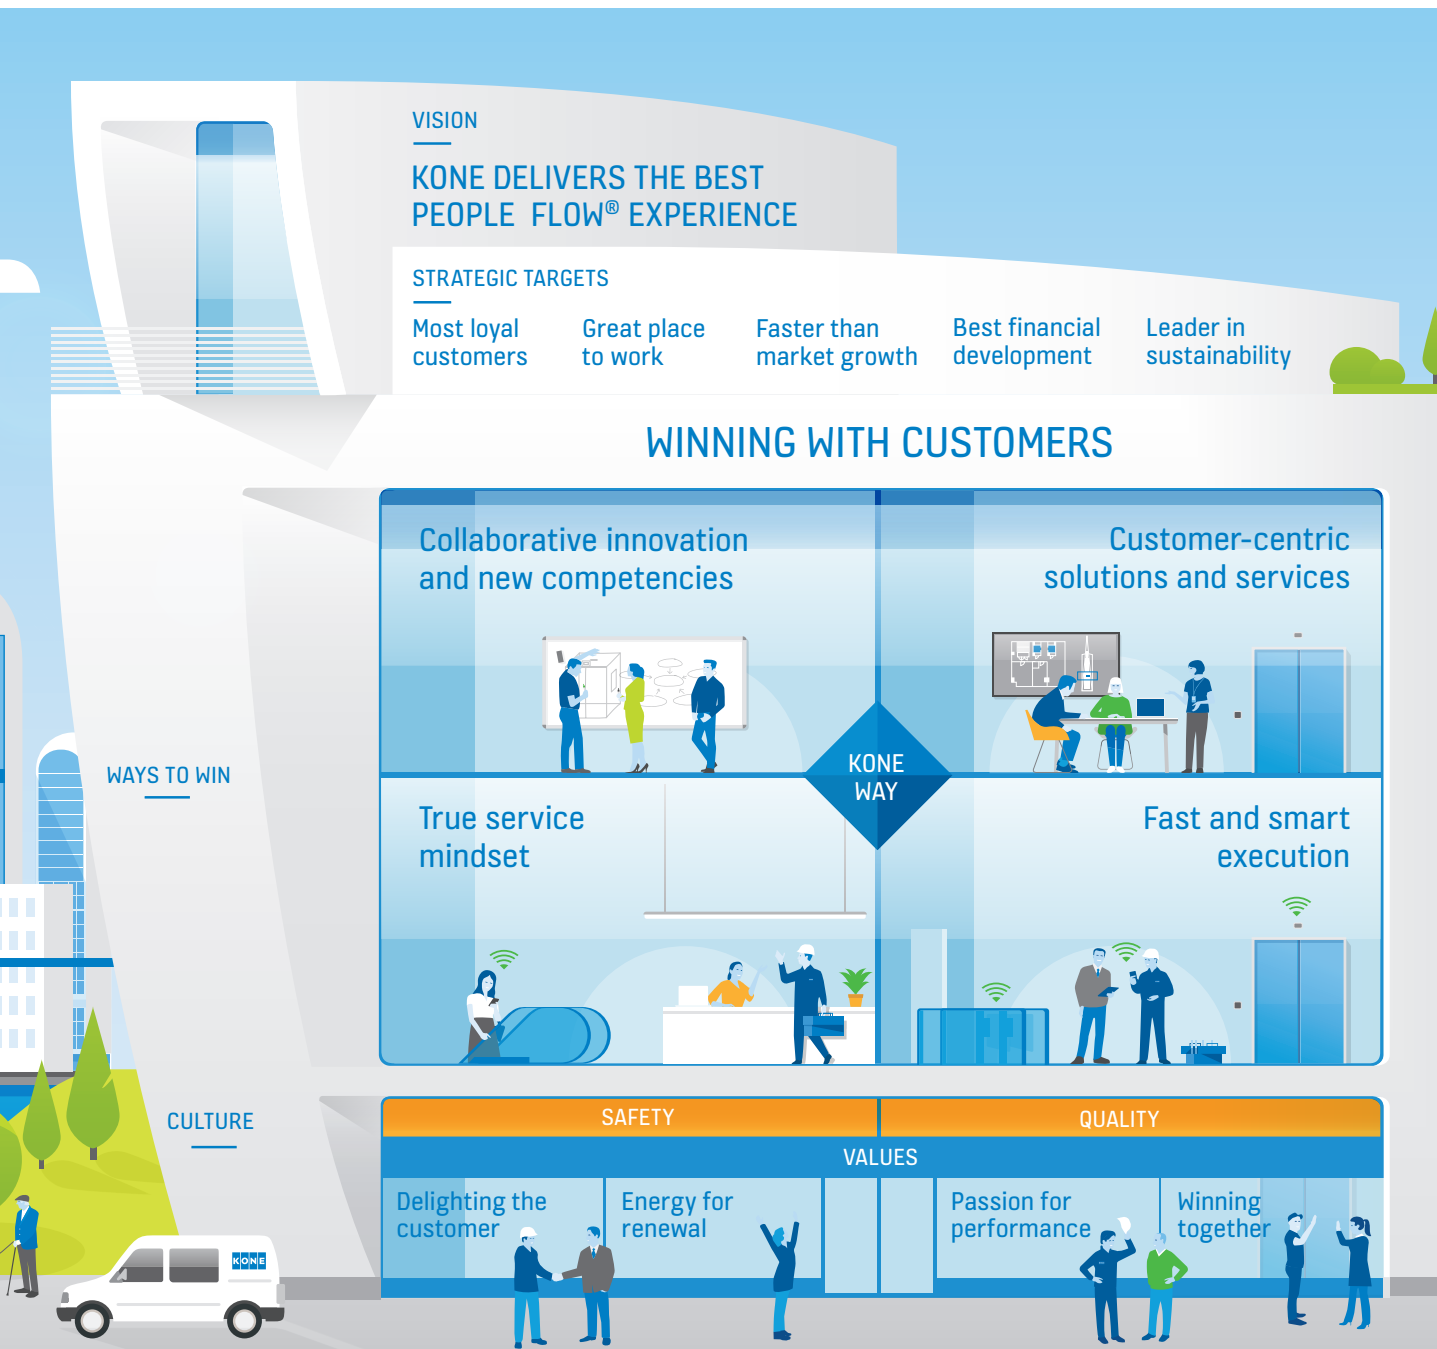 VISION
KONE DELIVERS THE BEST
PEOPLE FLOW® EXPERIENCE
STRATEGIC TARGETS
Most loyal
customers
Great place
to work
Faster than
market growth
Best financial
development
Leader in
sustainability
WINNING WITH CUSTOMERS
Collaborative innovation
and new competencies
Customer-centric
solutions and services
WAYS TO WIN
KONE
WAY
True service
mindset
Fast and smart
execution
CULTURE
SAFETY
QUALITY
VALUES
Delighting the
customer
Energy for
renewal
Passion for
performance
Winning
together
KONE